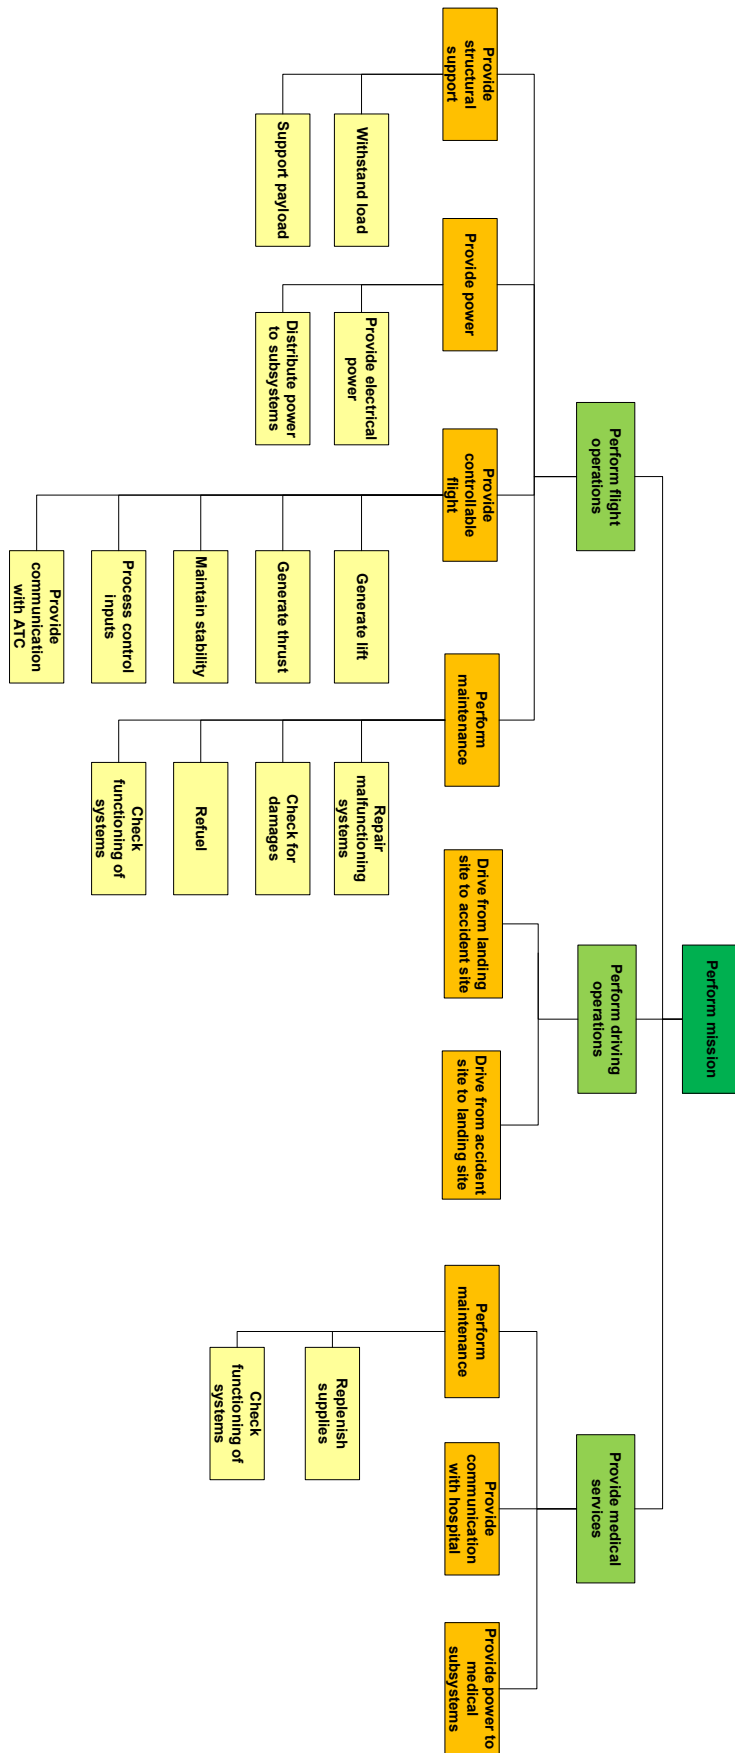 Perform mission
Perform flight
operations
Perform driving
operations
Provide medical
services
Provide
structural
support
Provide power
Provide
controllable
flight
Perform
maintenance
Drive from landing
site to accident site
Drive from accident
site to landing site
Perform
maintenance
Provide
communication
with hospital
Provide power to
medical
subsystems
Withstand load
Support payload
Provide electrical
power
Distribute power
to subsystems
Generate lift
Generate thrust
Maintain stability
Process control
inputs
Provide
communication
with ATC
Repair
malfunctioning
systems
Check for
damages
Refuel
Check
functioning of
systems
Replenish
supplies
Check
functioning of
systems